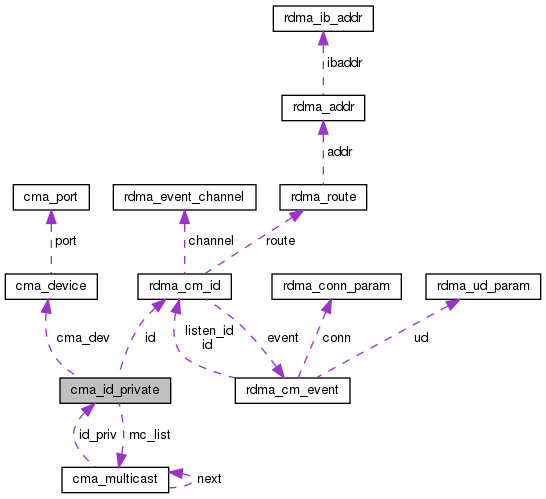 rdma_ib_addr
ibaddr
rdma_addr
addr
cma_port
rdma_event_channel
rdma_route
port
channel
route
cma_device
rdma_cm_id
rdma_conn_param
rdma_ud_param
cma_dev
id
listen_id
id
event
conn
ud
cma_id_private
rdma_cm_event
id_priv
mc_list
cma_multicast
next